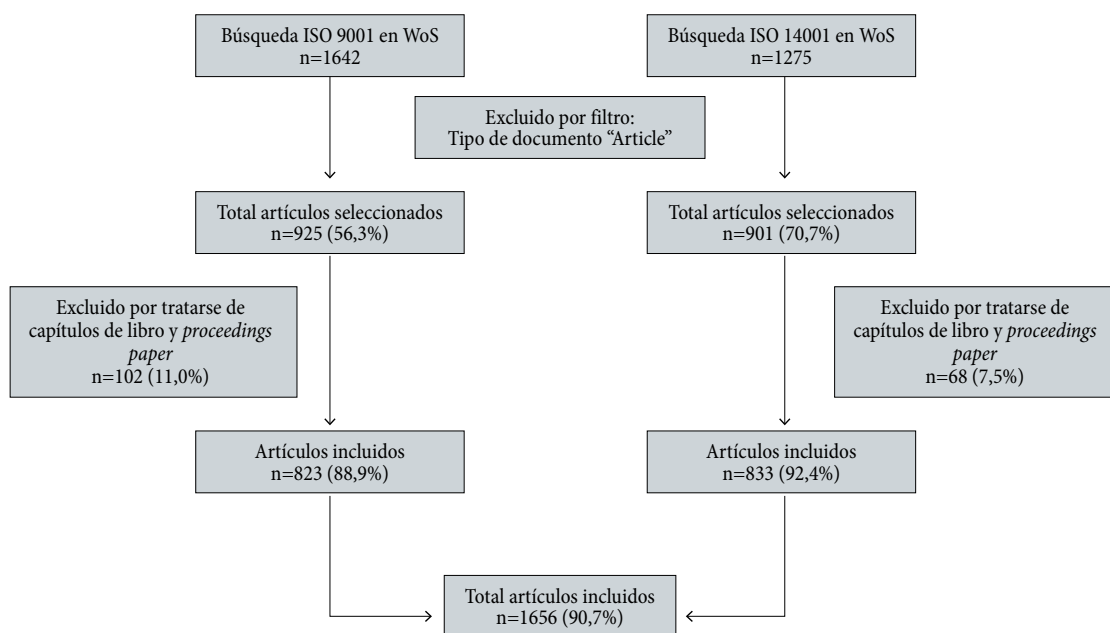 Búsqueda ISO 9001 en WoS
n=1642
Búsqueda ISO 14001 en WoS
n=1275
Excluido por filtro:
Tipo de documento “Article”
Total artículos seleccionados
n=925 (56,3%)
Total artículos seleccionados
n=901 (70,7%)
Excluido por tratarse de
capítulos de libro y proceedings
paper
n=102 (11,0%)
Excluido por tratarse de
capítulos de libro y proceedings
paper
n=68 (7,5%)
Artículos incluidos
n=823 (88,9%)
Artículos incluidos
n=833 (92,4%)
Total artículos incluidos
n=1656 (90,7%)